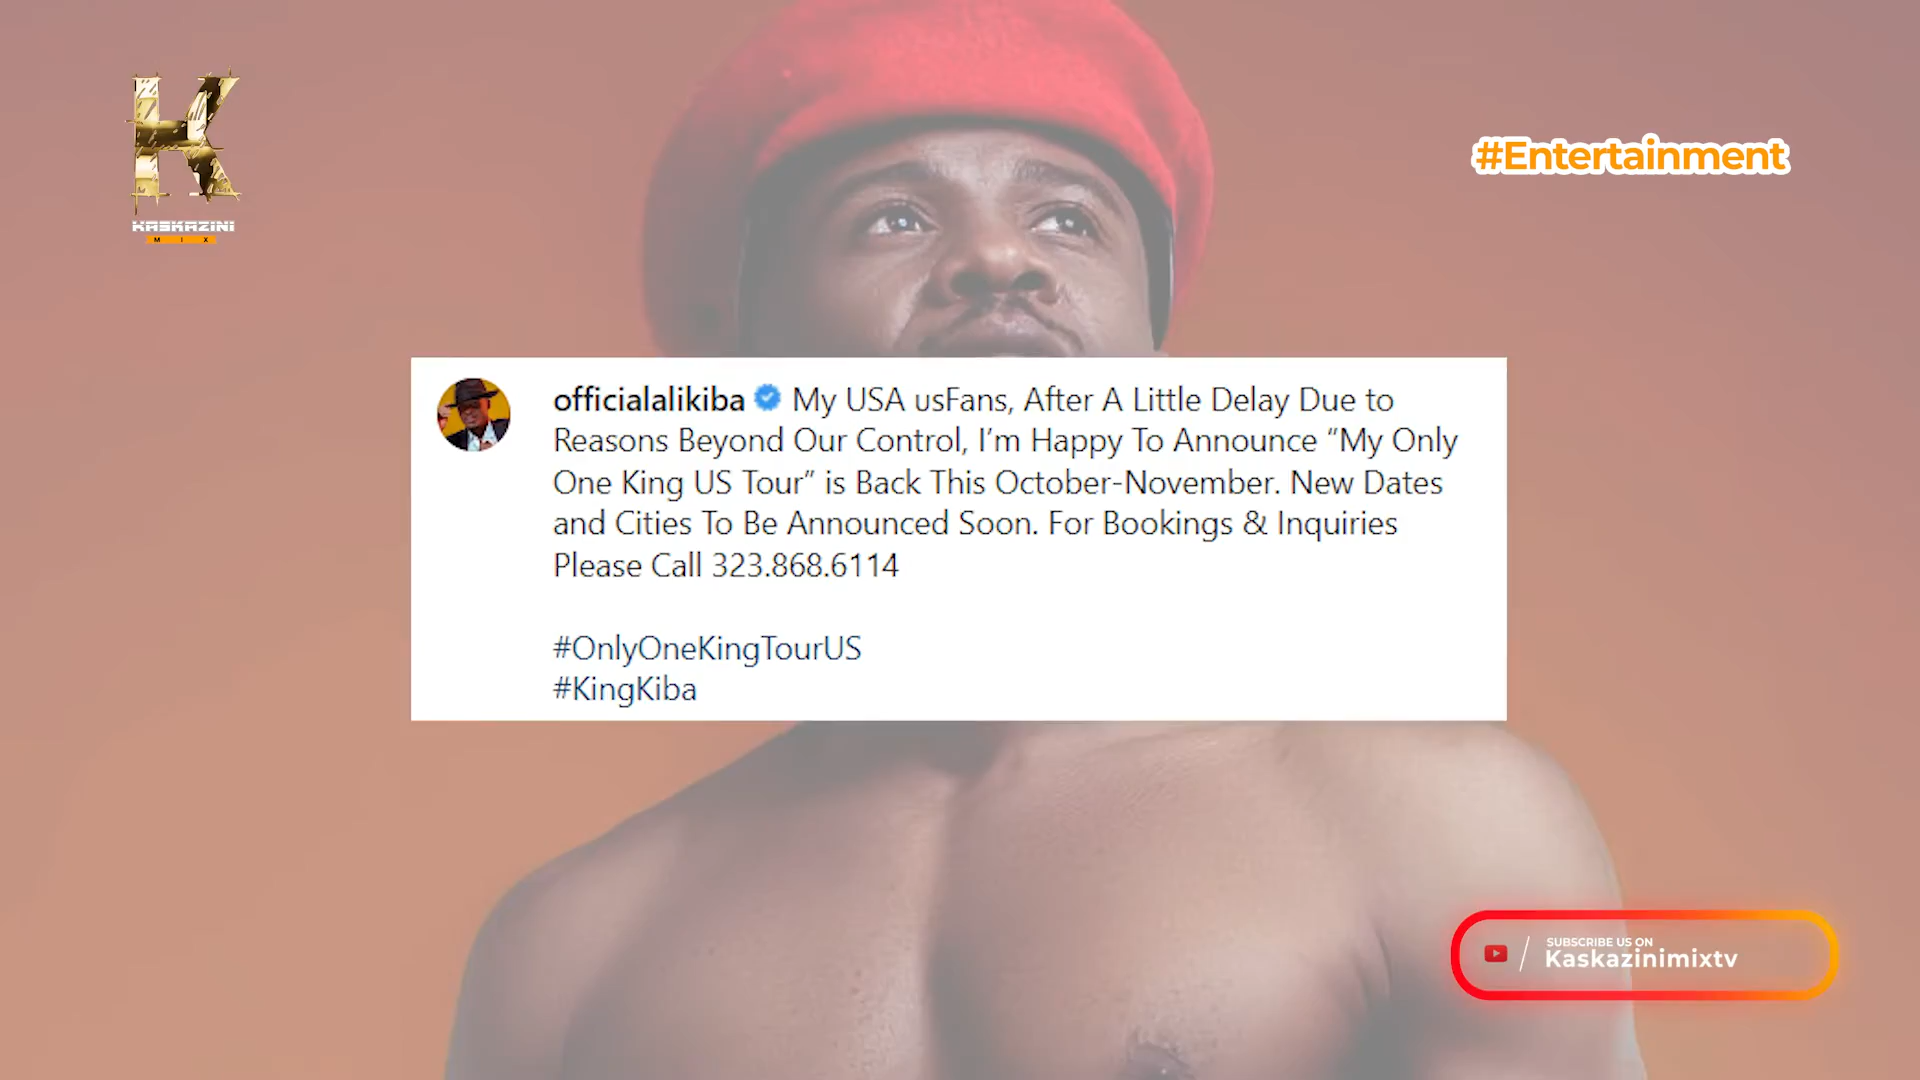 K
KASKAZINI
MIX
#Entertainment
officialalikiba My USA usFans, After A Little Delay Due to
Reasons Beyond Our Control, I’m Happy To Announce “My Only
One King US Tour” is Back This October-November. New Dates
and Cities To Be Announced Soon. For Bookings & Inquiries
Please Call 323.868.6114
#OnlyOneKingTourUS
#KingKiba
SUBSCRIBE US ON
Kaskazinimixtv